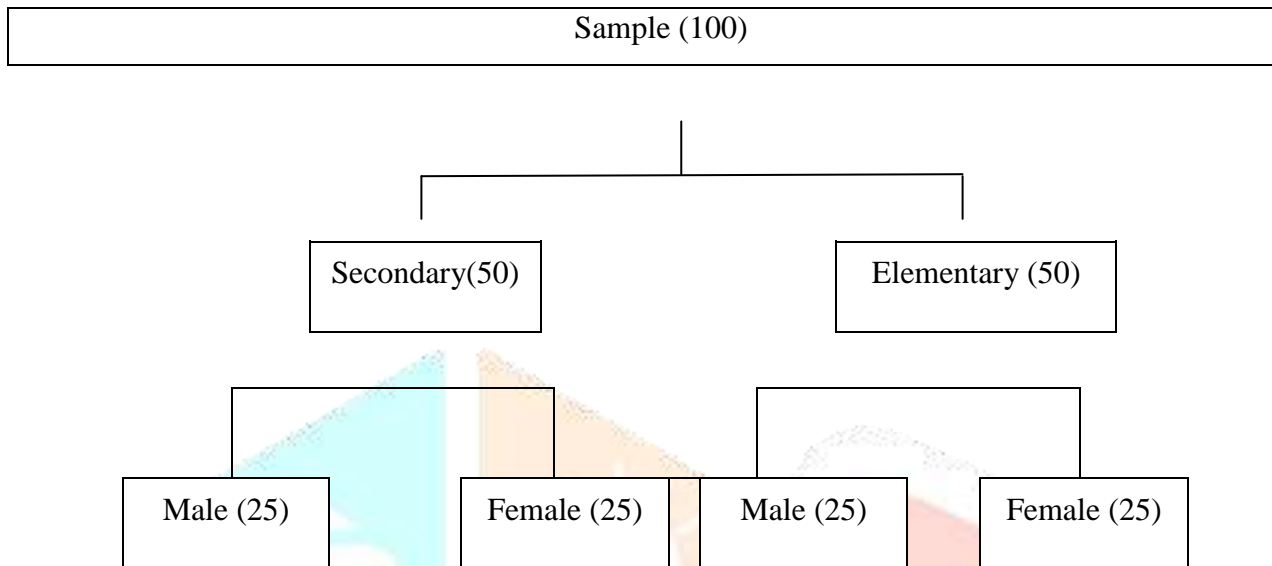 Sample (100)
Secondary(50)
Elementary (50)
Male (25)
Female (25)
Male (25)
Female (25)